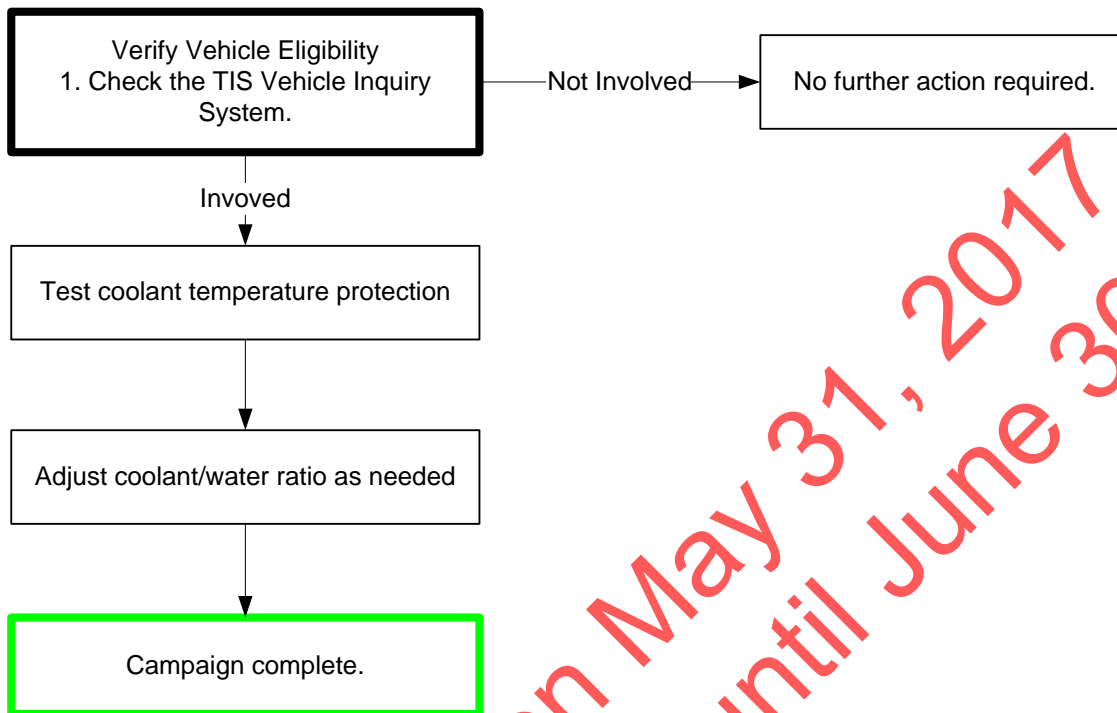 Verify Vehicle Eligibility
1. Check the TIS Vehicle Inquiry
System.
Not Involved
No further action required.
Invoved
Test coolant temperature protection
Adjust coolant/water ratio as needed
Campaign complete.
May 31, 2017
until June